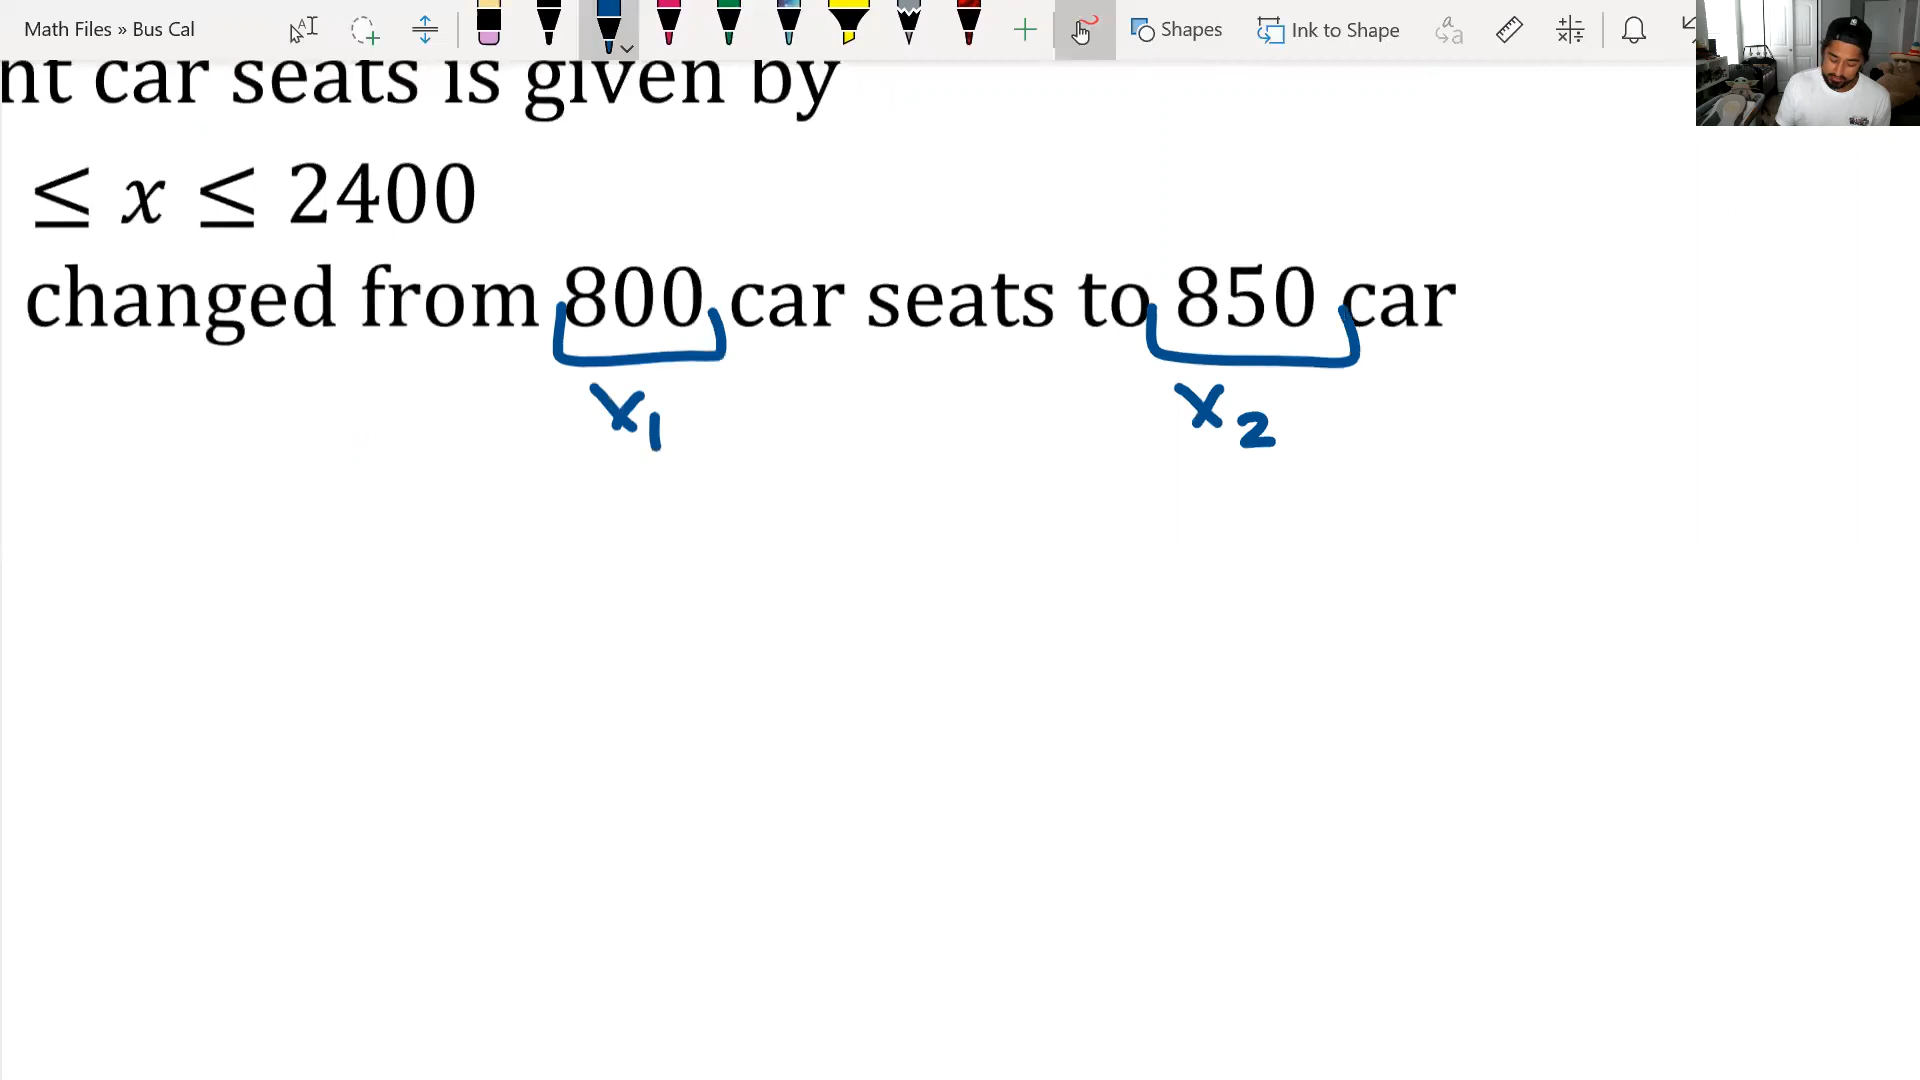 Math Files » Bus Cal
Shapes
Ink to Shape
nt car seats is given by
≤ x ≤ 2400
changed from 800 car seats to 850 car
x₁ x₂